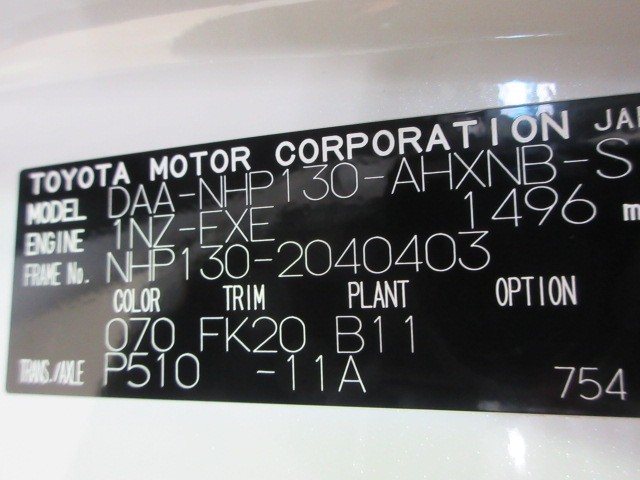 TOYOTA MOTOR CORPORATION JAP
MODEL DAA-NHP130-AHXNB-S
ENGINE 1NZ-FXE 1496 m
FRAME No. NHP130-2040403
COLOR TRIM PLANT OPTION
070 FK20 B11
TRANS./AXLE P510 -11A 754